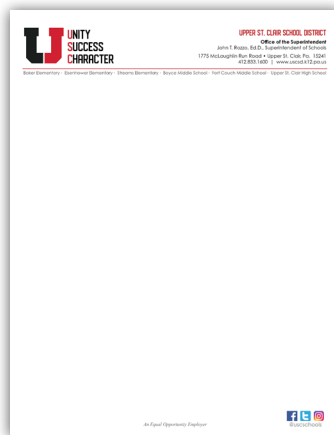 UNITY
SUCCESS
CHARACTER
UPPER ST. CLAIR SCHOOL DISTRICT
Office of the Superintendent
John T. Rozzo, Ed.D., Superintendent of Schools
1775 McLaughlin Run Road • Upper St. Clair, Pa. 15241
412.833.1600 | www.uscsd.k12.pa.us
Baker Elementary · Eisenhower Elementary · Streams Elementary · Boyce Middle School · Fort Couch Middle School · Upper St. Clair High School
An Equal Opportunity Employer
@uscschools